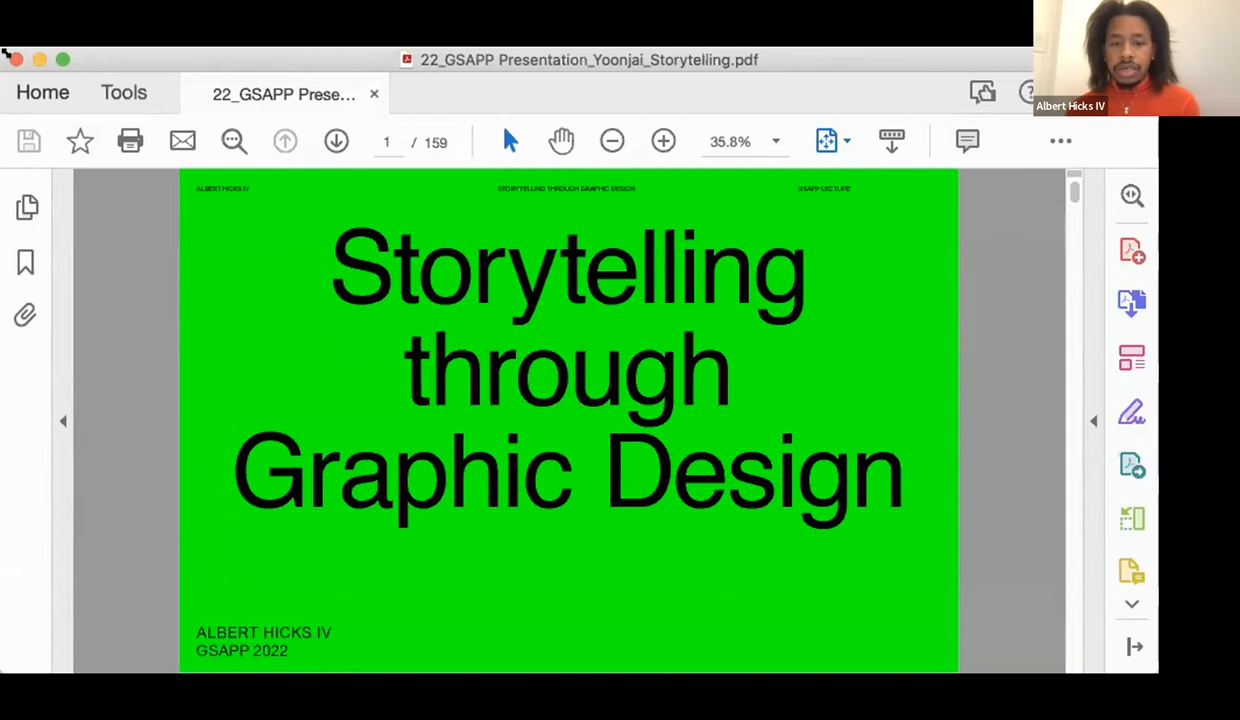 22_GSAPP Presentation_Yoonjai_Storytelling.pdf
Home
Tools
22_GSAPP Prese...
Albert Hicks IV
1 / 159
35.8%
ALBERT HICKS IV
STORYTELLING THROUGH GRAPHIC DESIGN
GSAPP LECTURE
Storytelling
through
Graphic Design
ALBERT HICKS IV
GSAPP 2022